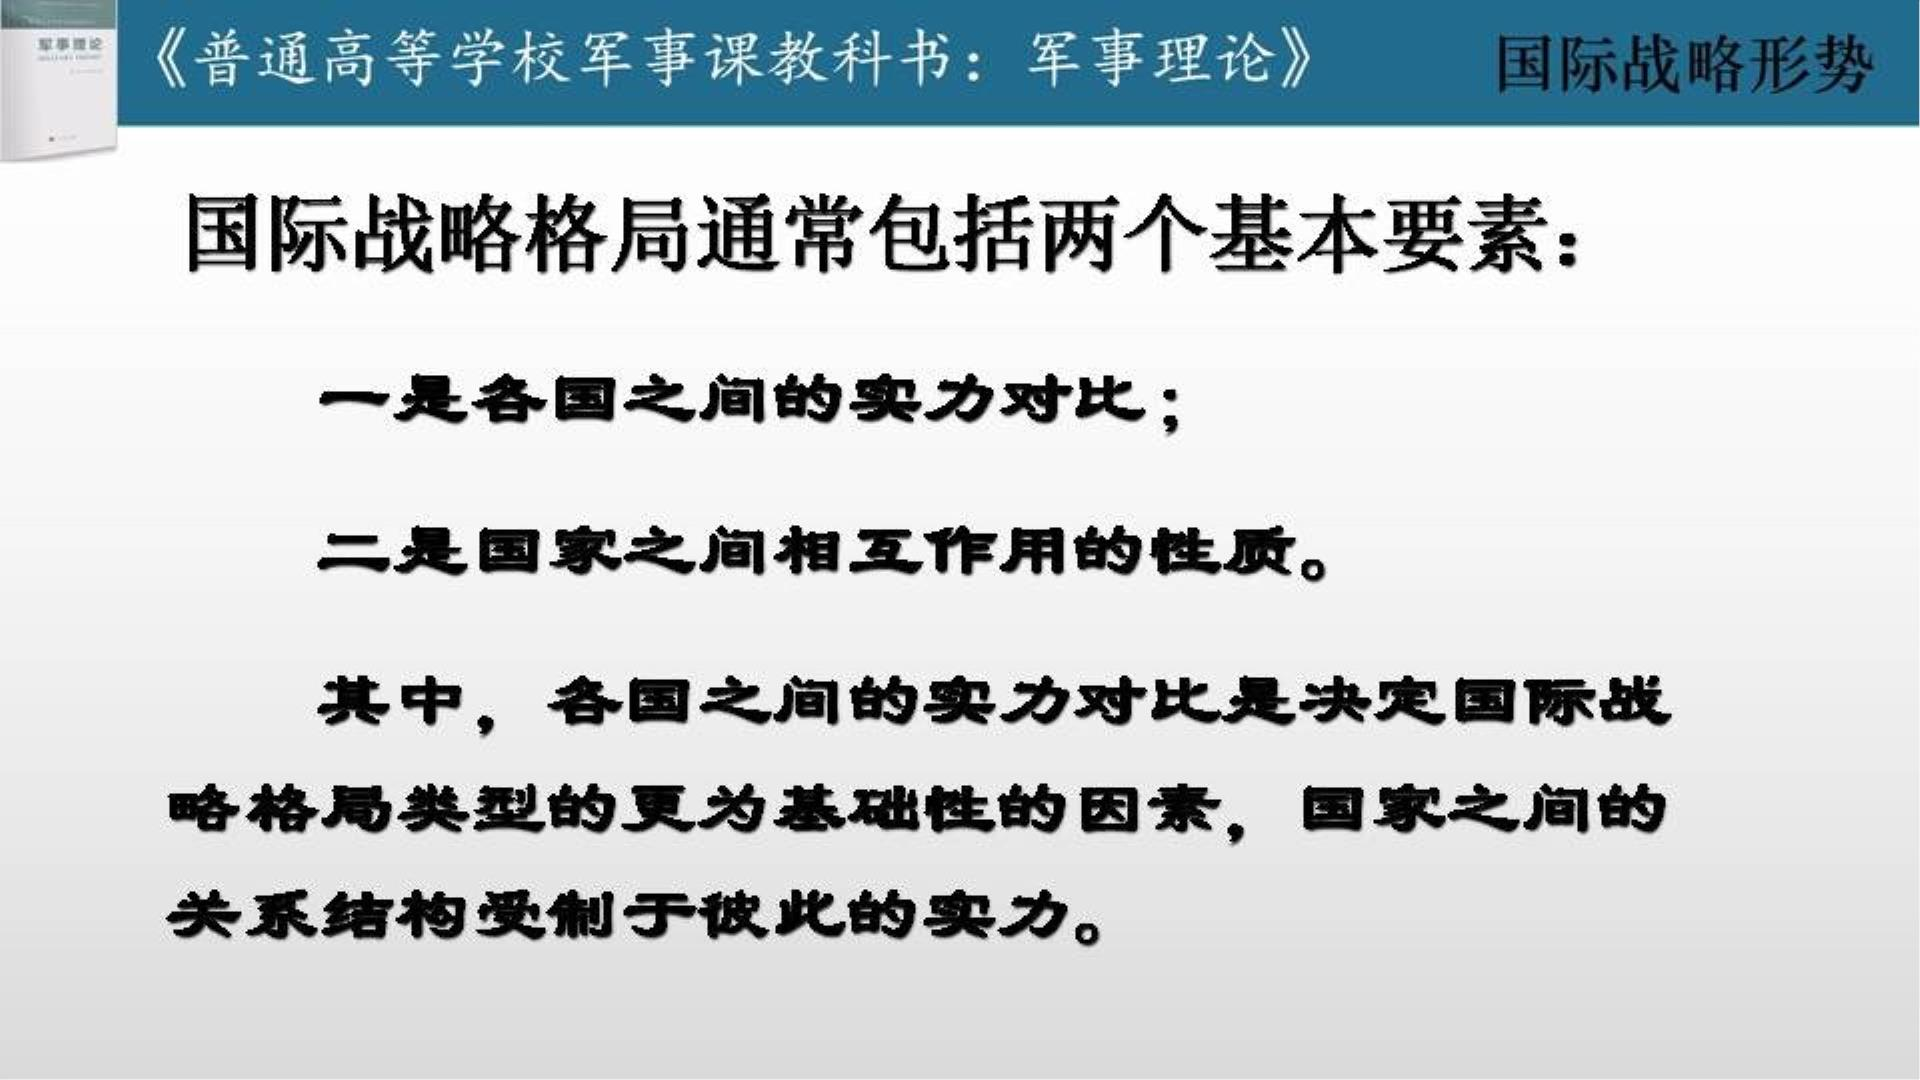 军事理论
《普通高等学校军事课教科书：军事理论》
国际战略形势
国际战略格局通常包括两个基本要素：
一是各国之间的实力对比；
二是国家之间相互作用的性质。
其中，各国之间的实力对比是决定国际战
略格局类型的更为基础性的因素，国家之间的
关系结构受制于彼此的实力。